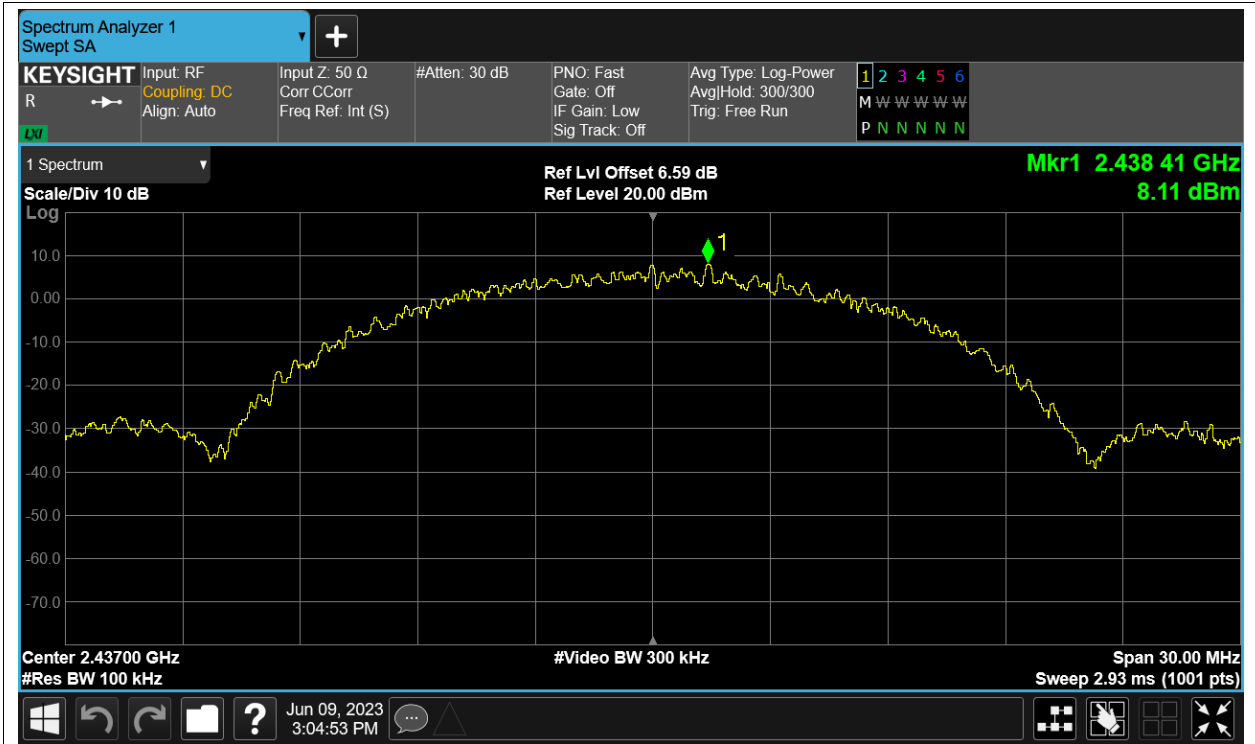 Spectrum Analyzer 1
Swept SA
+
KEYSIGHT
R
LXI
Input: RF
Coupling: DC
Align: Auto
Input Z: 50 Ω
Corr CCorr
Freq Ref: Int (S)
#Atten: 30 dB
PNO: Fast
Gate: Off
IF Gain: Low
Sig Track: Off
Avg Type: Log-Power
Avg|Hold: 300/300
Trig: Free Run
1 2 3 4 5 6
M W W W W W
P N N N N N
1 Spectrum
Scale/Div 10 dB
Log
Ref Lvl Offset 6.59 dB
Ref Level 20.00 dBm
Mkr1 2.438 41 GHz
8.11 dBm
1
10.0
0.00
-10.0
-20.0
-30.0
-40.0
-50.0
-60.0
-70.0
Center 2.43700 GHz
#Res BW 100 kHz
#Video BW 300 kHz
Span 30.00 MHz
Sweep 2.93 ms (1001 pts)
?
Jun 09, 2023
3:04:53 PM